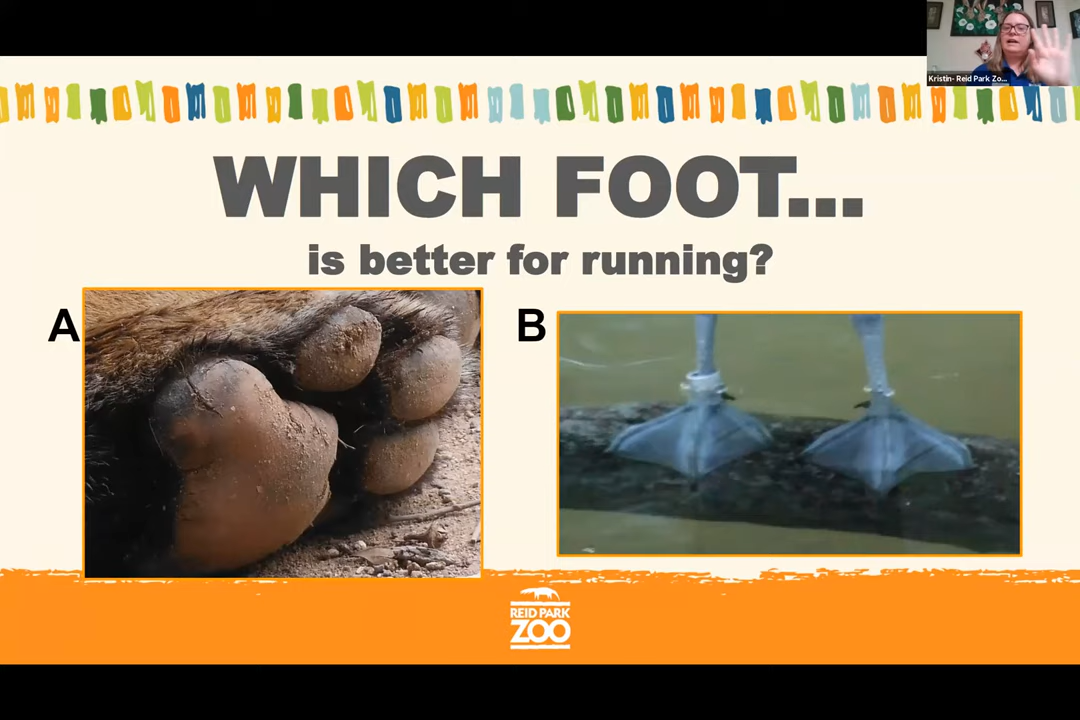 Kristin- Reid Park Zo...
WHICH FOOT...
is better for running?
A
B
REID PARK
ZOO